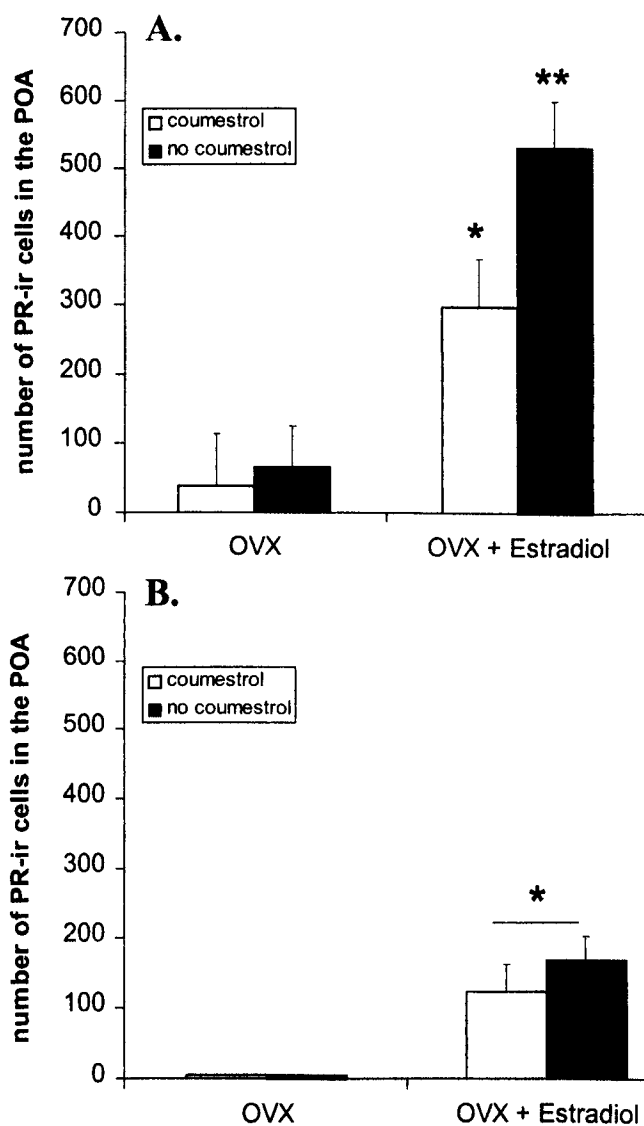 A.
number of PR-ir cells in the POA
700
600
500
400
300
200
100
0
coumestrol
no coumestrol
*
**
OVX
OVX + Estradiol
B.
number of PR-ir cells in the POA
700
600
500
400
300
200
100
0
coumestrol
no coumestrol
*
OVX
OVX + Estradiol